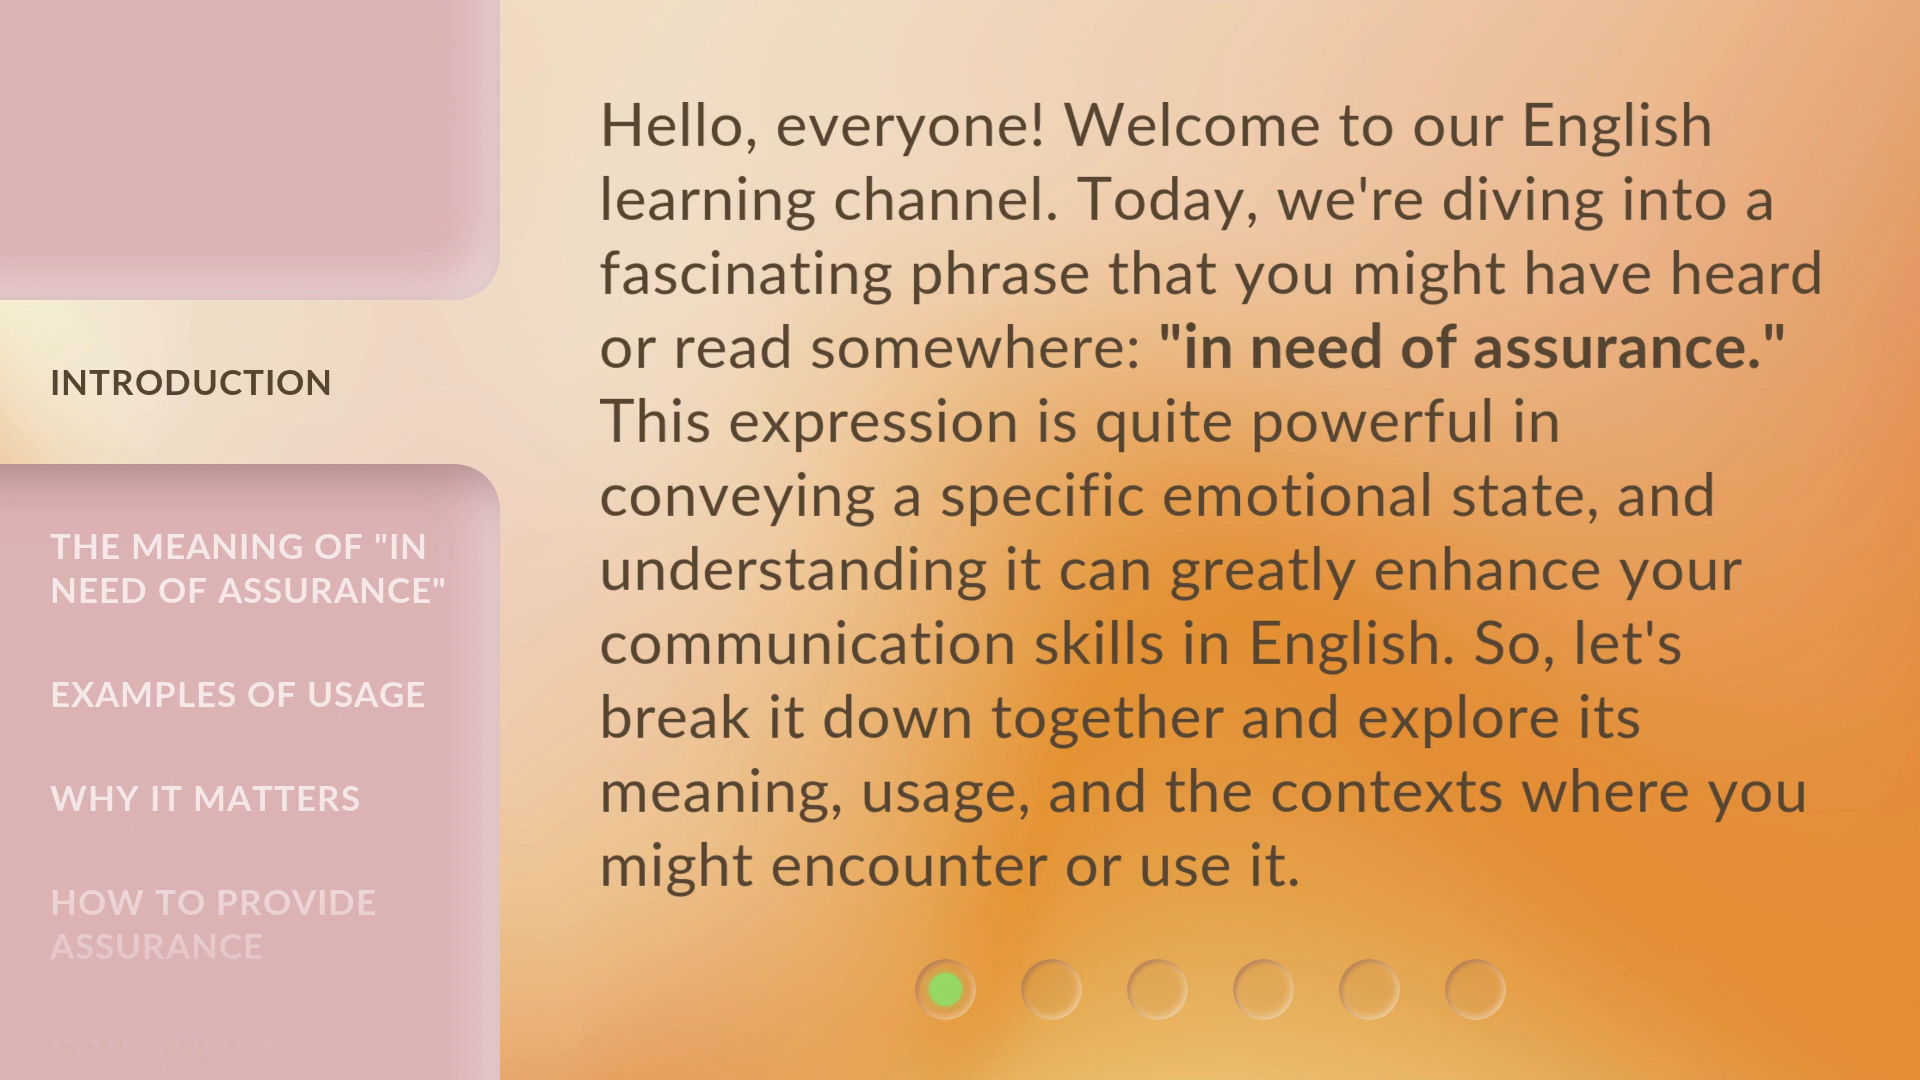 INTRODUCTION
THE MEANING OF "IN
NEED OF ASSURANCE"
EXAMPLES OF USAGE
WHY IT MATTERS
HOW TO PROVIDE
ASSURANCE
CONCLUSION
Hello, everyone! Welcome to our English
learning channel. Today, we're diving into a
fascinating phrase that you might have heard
or read somewhere: "in need of assurance."
This expression is quite powerful in
conveying a specific emotional state, and
understanding it can greatly enhance your
communication skills in English. So, let's
break it down together and explore its
meaning, usage, and the contexts where you
might encounter or use it.